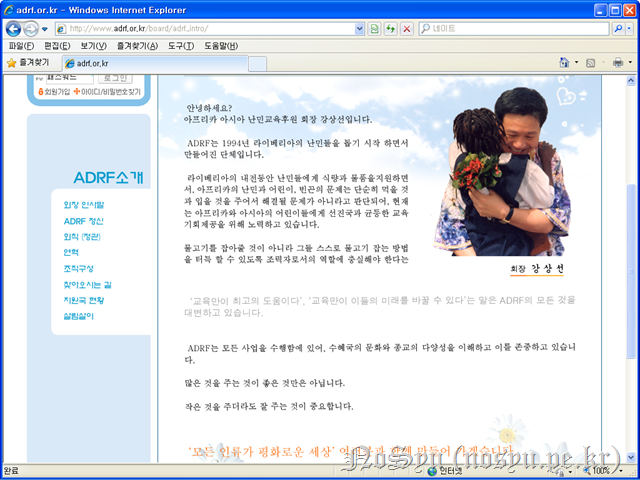 adrf.or.kr - Windows Internet Explorer
http://www.adrf.or.kr/board/adrf_intro/
네이트
파일(F) 편집(E) 보기(V) 즐겨찾기(A) 도구(T) 도움말(H)
즐겨찾기 adrf.or.kr
패스워드 로그인
회원가입 아이디/비밀번호찾기
ADRF소개
회장 인사말
ADRF 정신
회칙 (정관)
연혁
조직구성
찾아오시는 길
지원국 현황
살림살이
안녕하세요?
아프리카 아시아 난민교육후원 회장 강상선입니다.
ADRF는 1994년 라이베리아의 난민들을 돕기 시작 하면서
만들어진 단체입니다.
라이베리아의 내전동안 난민들에게 식량과 물품을지원하면
서, 아프리카의 난민과 어린이, 빈곤의 문제는 단순히 먹을 것
과 입을 것을 주어서 해결될 문제가 아니라고 판단되어, 현재
는 아프리카와 아시아의 어린이들에게 선진국과 균등한 교육
기회제공을 위해 노력하고 있습니다.
물고기를 잡아줄 것이 아니라 그들 스스로 물고기 잡는 방법
을 터득 할 수 있도록 조력자로서의 역할에 충실해야 한다는
회장 강상선
‘교육만이 최고의 도움이다’, ‘교육만이 이들의 미래를 바꿀 수 있다’는 말은 ADRF의 모든 것을
대변하고 있습니다.
ADRF는 모든 사업을 수행함에 있어, 수혜국의 문화와 종교의 다양성을 이해하고 이를 존중하고 있습니
다.
많은 것을 주는 것이 좋은 것만은 아닙니다.
작은 것을 주더라도 잘 주는 것이 중요합니다.
‘모든 인류가 평화로운 세상’
NoSyu(nosyu.pe.kr)
완료 인터넷 100%